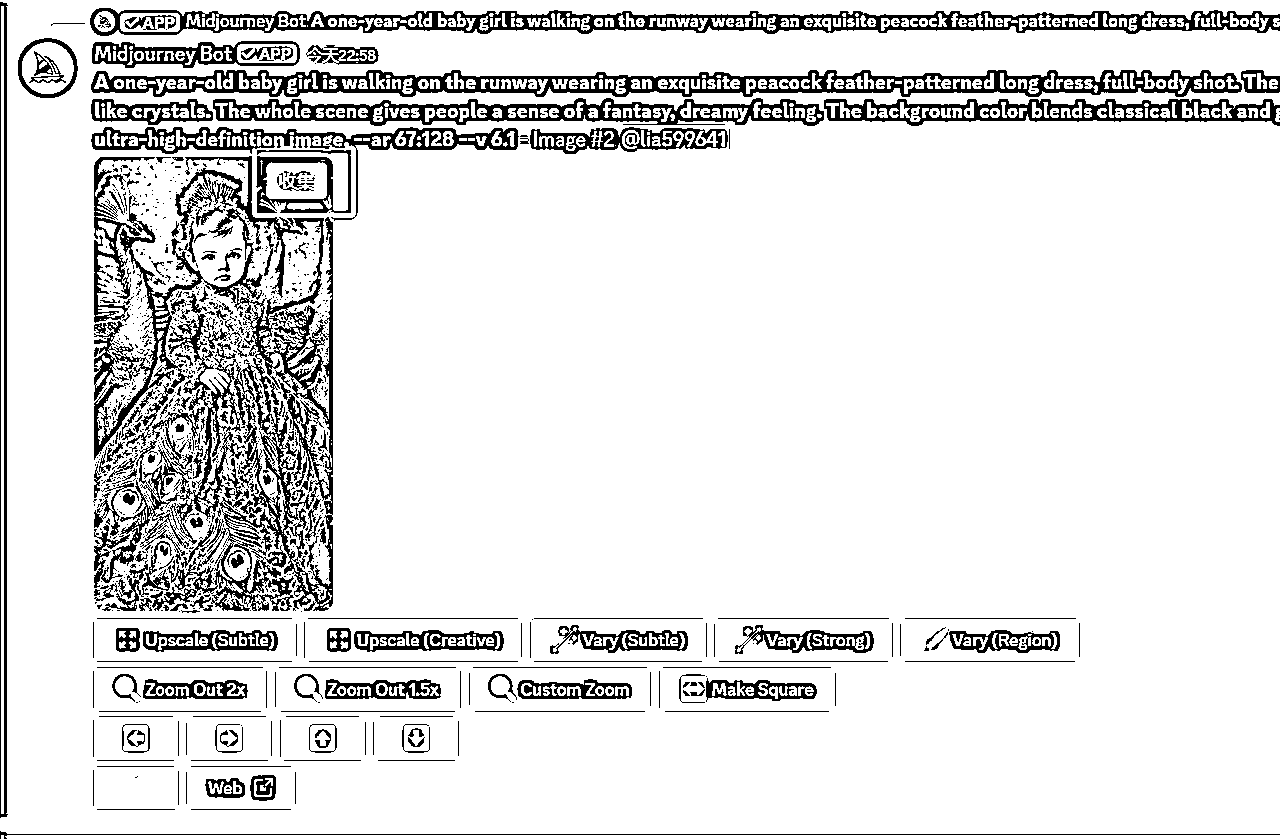 APP Midjourney Bot A one-year-old baby girl is walking on the runway wearing an exquisite peacock feather-patterned long dress, full-body s
Midjourney Bot APP 今天22:58
A one-year-old baby girl is walking on the runway wearing an exquisite peacock feather-patterned long dress, full-body shot. The
like crystals. The whole scene gives people a sense of a fantasy, dreamy feeling. The background color blends classical black and g
ultra-high-definition image. --ar 67:128 --v 6.1 - Image #2 @lia599641
收集
Upscale (Subtle) Upscale (Creative) Vary (Subtle) Vary (Strong) Vary (Region)
Zoom Out 2x Zoom Out 1.5x Custom Zoom Make Square
Web